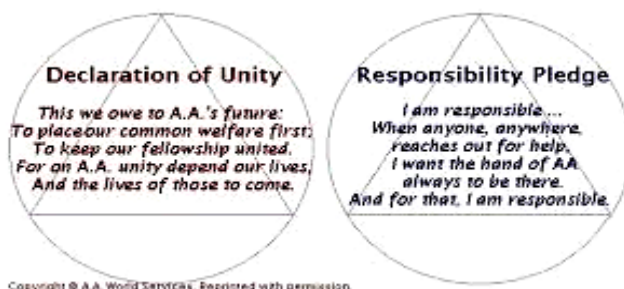 Declaration of Unity
This we owe to A.A.'s future:
To place our common welfare first;
To keep our fellowship united.
For on A.A. unity depend our lives,
And the lives of those to come.
Responsibility Pledge
I am responsible ...
When anyone, anywhere,
reaches out for help,
I want the hand of AA
always to be there.
And for that, I am responsible.
Copyright © A.A. World Services. Reprinted with permission